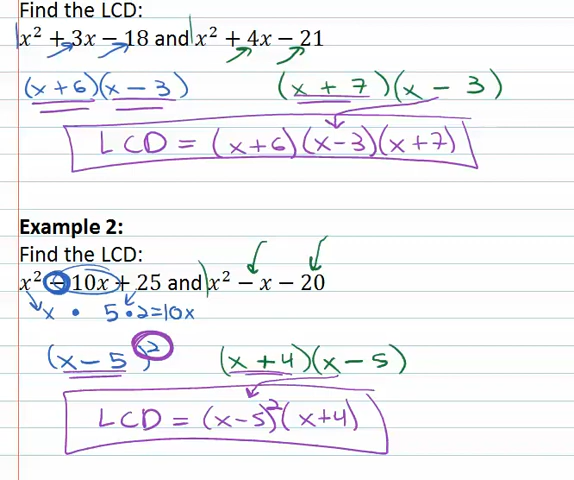 Find the LCD:
x² + 3x − 18 and x² + 4x − 21
(x+6)(x−3) (x+7)(x−3)
LCD = (x+6)(x−3)(x+7)
Example 2:
Find the LCD:
x² − 10x + 25 and x² − x − 20
x • 5•2=10x
(x−5)² (x+4)(x−5)
LCD = (x−5)²(x+4)